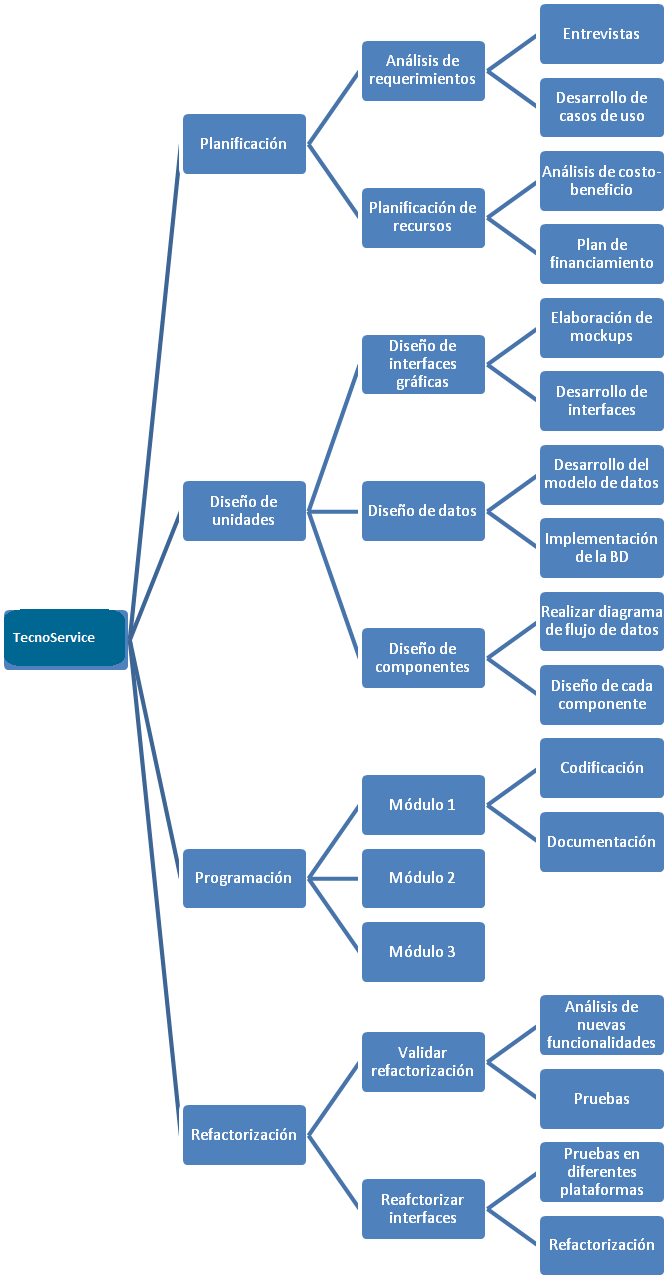 Entrevistas
Análisis de
requerimientos
Desarrollo de
casos de uso
Planificación
Análisis de costo-
beneficio
Planificación de
recursos
Plan de
financiamiento
Elaboración de
mockups
Diseño de
interfaces
gráficas
Desarrollo de
interfaces
Desarrollo del
modelo de datos
Diseño de
unidades
Diseño de datos
Implementación
de la BD
TecnoService
Realizar diagrama
de flujo de datos
Diseño de
componentes
Diseño de cada
componente
Codificación
Módulo 1
Documentación
Programación
Módulo 2
Módulo 3
Análisis de
nuevas
funcionalidades
Validar
refactorización
Pruebas
Refactorización
Pruebas en
diferentes
plataformas
Reafctorizar
interfaces
Refactorización